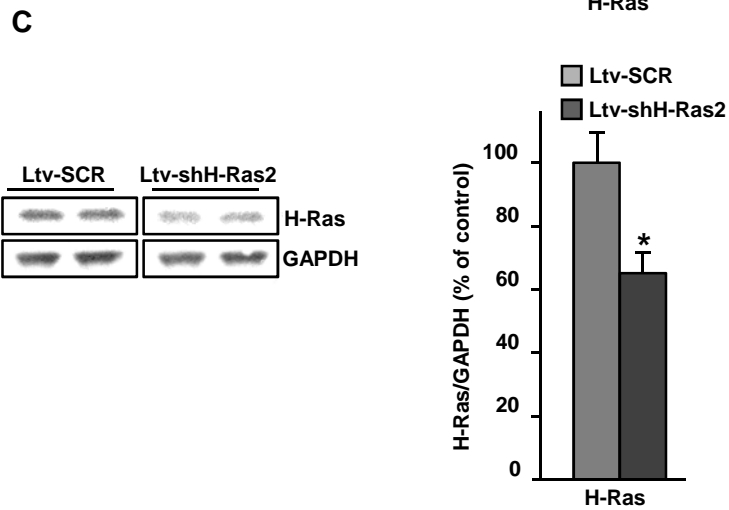 H-Ras
C
Ltv-SCR
Ltv-shH-Ras2
Ltv-SCR Ltv-shH-Ras2
H-Ras
GAPDH
H-Ras/GAPDH (% of control)
100
80
60
40
20
0
*
H-Ras